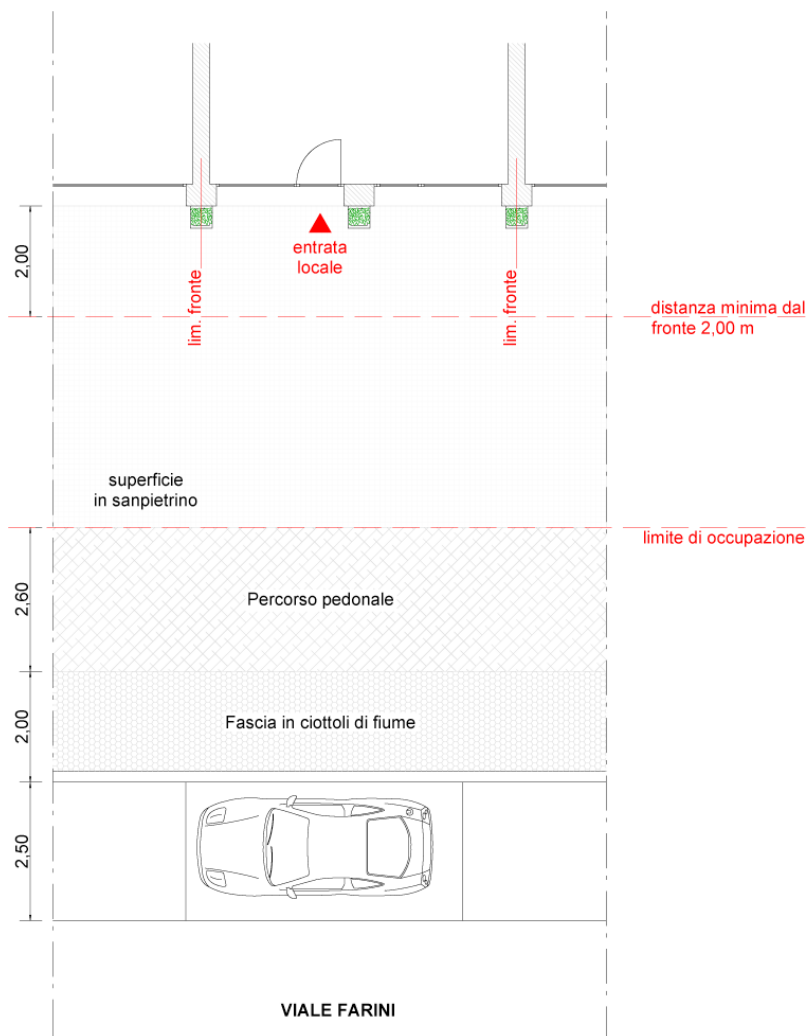 entrata
locale
2,00
lim. fronte
lim. fronte
distanza minima dal
fronte 2,00 m
superficie
in sanpietrino
limite di occupazione
2,60
Percorso pedonale
2,00
Fascia in ciottoli di fiume
2,50
VIALE FARINI